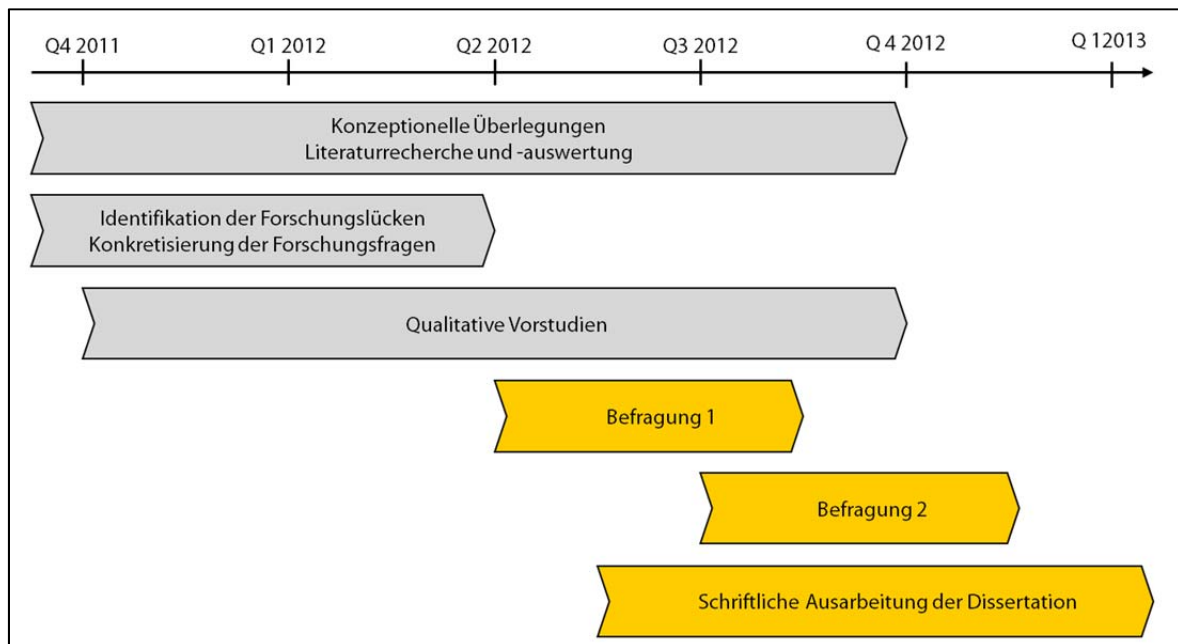 Q4 2011 Q1 2012 Q2 2012 Q3 2012 Q 4 2012 Q 12013
Konzeptionelle Überlegungen
Literaturrecherche und -auswertung
Identifikation der Forschungslücken
Konkretisierung der Forschungsfragen
Qualitative Vorstudien
Befragung 1
Befragung 2
Schriftliche Ausarbeitung der Dissertation